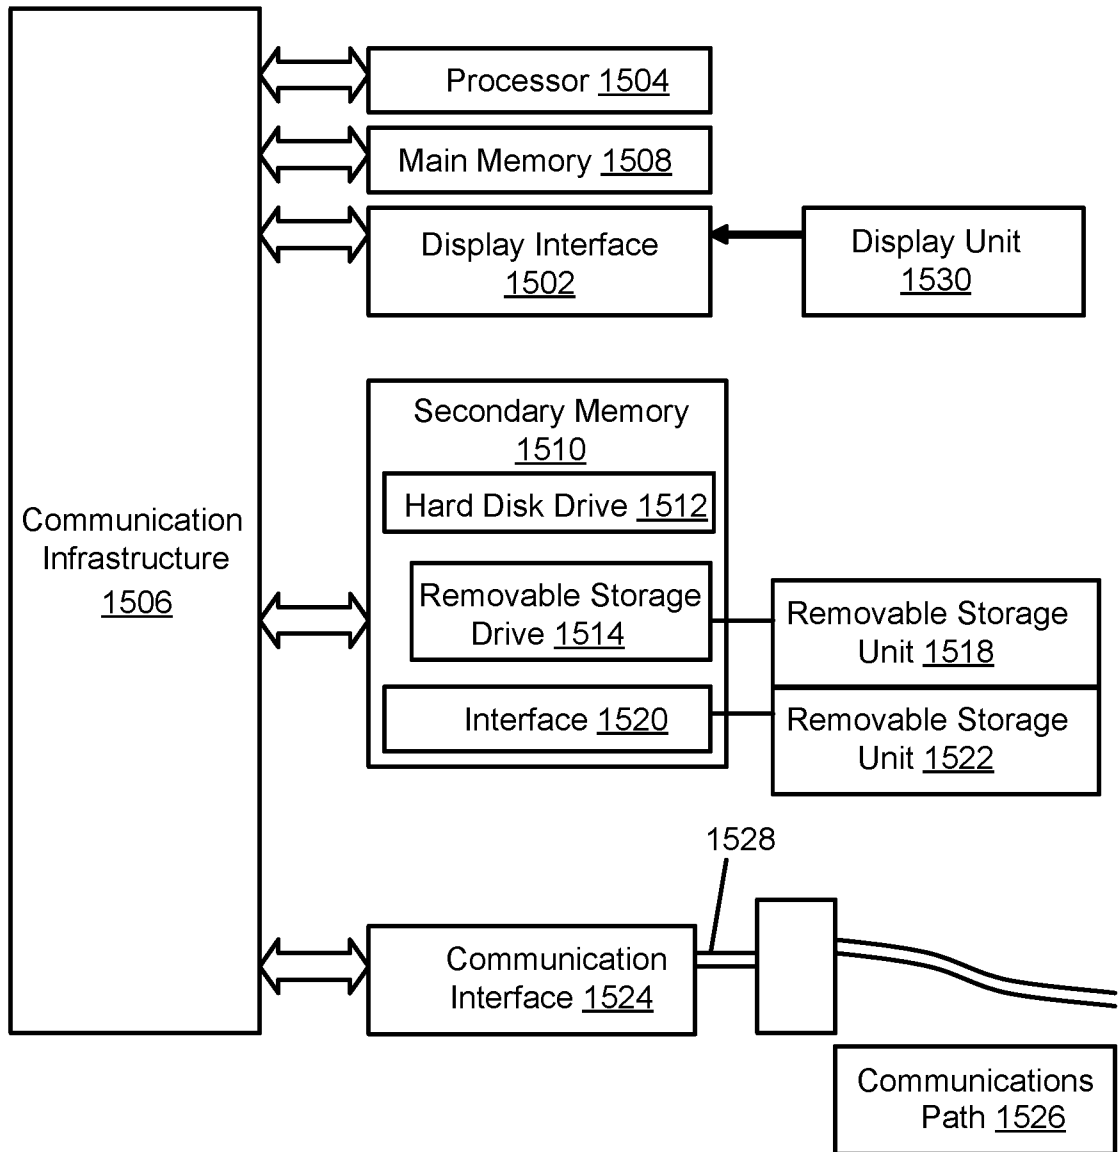 Processor 1504
Main Memory 1508
Display Interface
1502
Display Unit
1530
Secondary Memory
1510
Hard Disk Drive 1512
Communication
Infrastructure
1506
Removable Storage
Drive 1514
Removable Storage
Unit 1518
Interface 1520
Removable Storage
Unit 1522
1528
Communication
Interface 1524
Communications
Path 1526